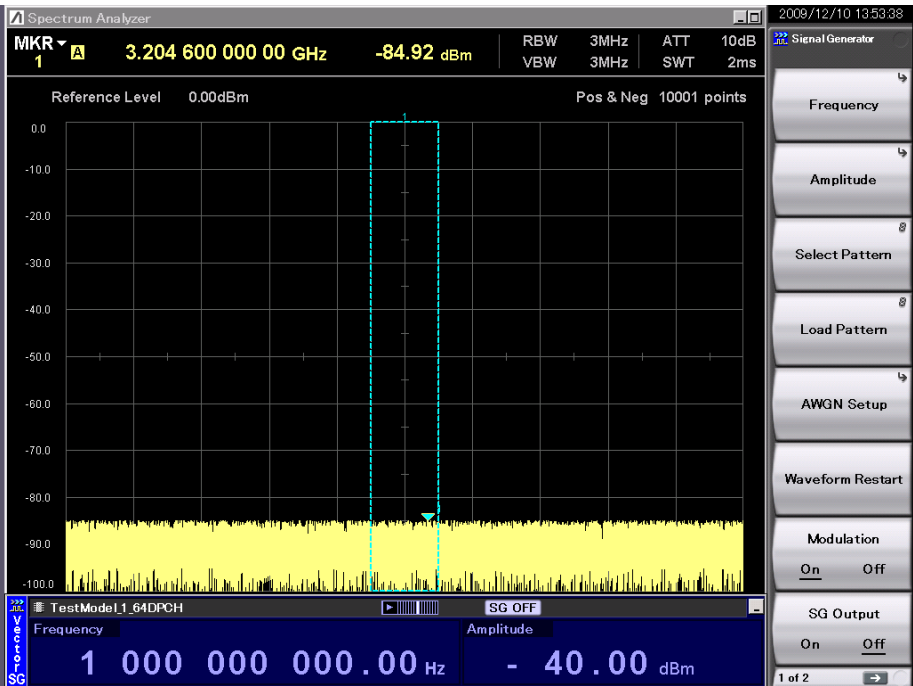 Spectrum Analyzer
2009/12/10 13:53:38
MKR 1 A 3.204 600 000 00 GHz -84.92 dBm
RBW 3MHz ATT 10dB
VBW 3MHz SWT 2ms
Reference Level 0.00dBm Pos & Neg 10001 points
1
0.0
-10.0
-20.0
-30.0
-40.0
-50.0
-60.0
-70.0
-80.0
-90.0
-100.0
Signal Generator
Frequency
Amplitude
Select Pattern
Load Pattern
AWGN Setup
Waveform Restart
Modulation
On Off
SG Output
On Off
1 of 2
Vector SG
TestModel_1_64DPCH SG OFF
Frequency Amplitude
1 000 000 000.00 Hz - 40.00 dBm